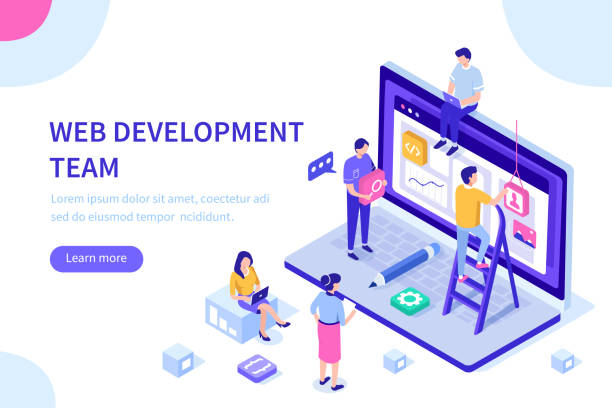 WEB DEVELOPMENT
TEAM
Lorem ipsum dolor sit amet, coectetur adi
sed do eiusmod tempor ncididunt.
Learn more
</>